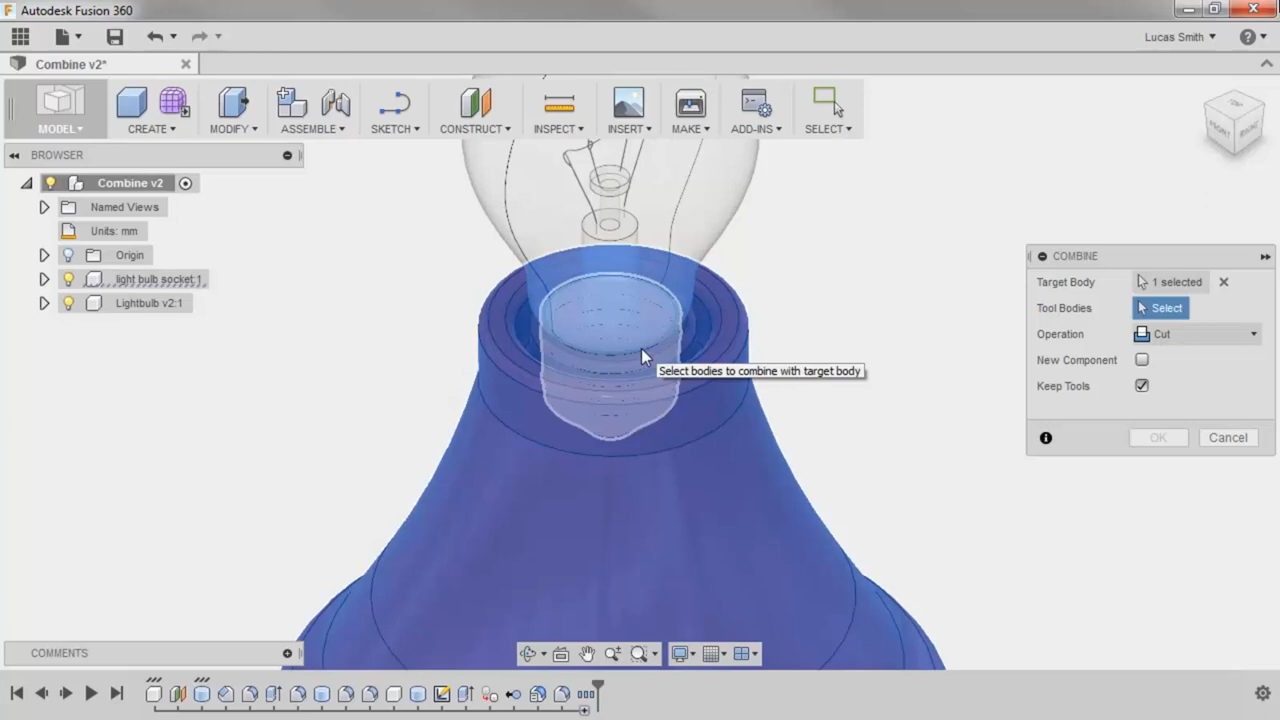 Autodesk Fusion 360
Lucas Smith
Combine v2*
MODEL
CREATE
MODIFY
ASSEMBLE
SKETCH
CONSTRUCT
INSPECT
INSERT
MAKE
ADD-INS
SELECT
TOP
FRONT
RIGHT
BROWSER
Combine v2
Named Views
Units: mm
Origin
light bulb socket:1
Lightbulb v2:1
COMBINE
Target Body 1 selected
Tool Bodies Select
Operation Cut
New Component
Keep Tools
OK Cancel
Select bodies to combine with target body
COMMENTS